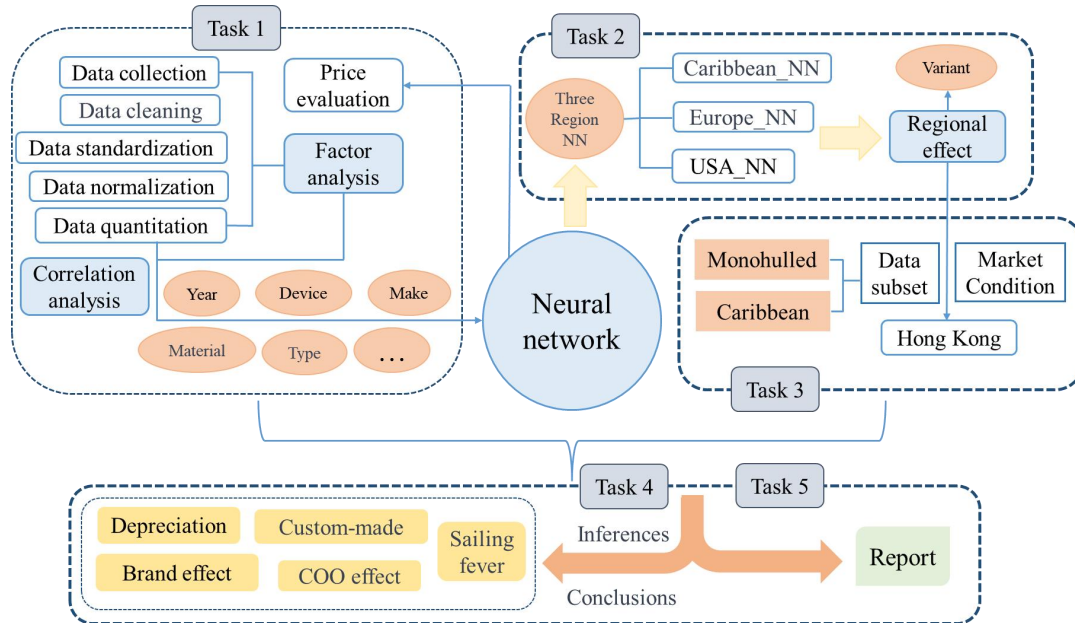 Task 1
Data collection
Data cleaning
Data standardization
Data normalization
Data quantitation
Correlation
analysis
Price
evaluation
Factor
analysis
Year
Device
Make
Material
Type
...
Neural
network
Task 2
Three
Region
NN
Caribbean_NN
Europe_NN
USA_NN
Variant
Regional
effect
Monohulled
Caribbean
Data
subset
Market
Condition
Hong Kong
Task 3
Task 4
Task 5
Depreciation
Custom-made
Sailing
fever
Brand effect
COO effect
Inferences
Conclusions
Report